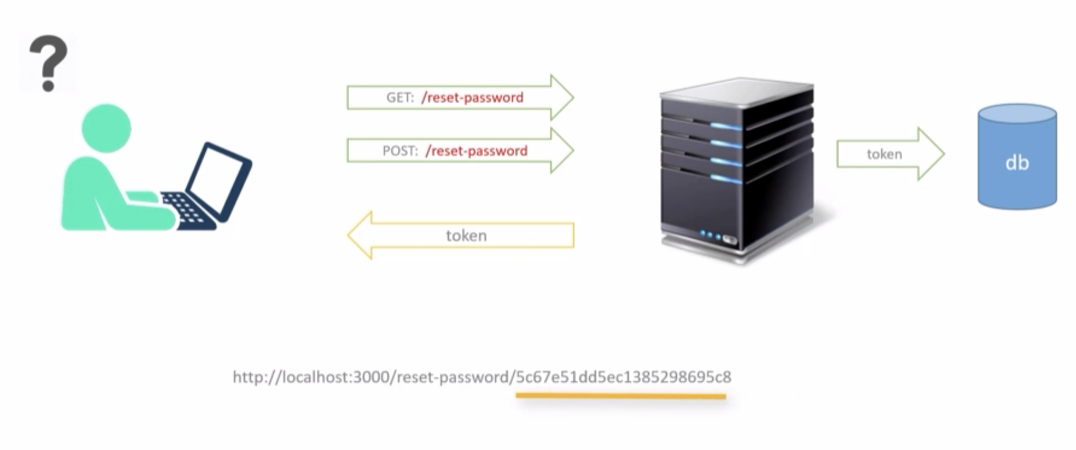 ?
GET: /reset-password
POST: /reset-password
token
db
token
http://localhost:3000/reset-password/5c67e51dd5ec1385298695c8